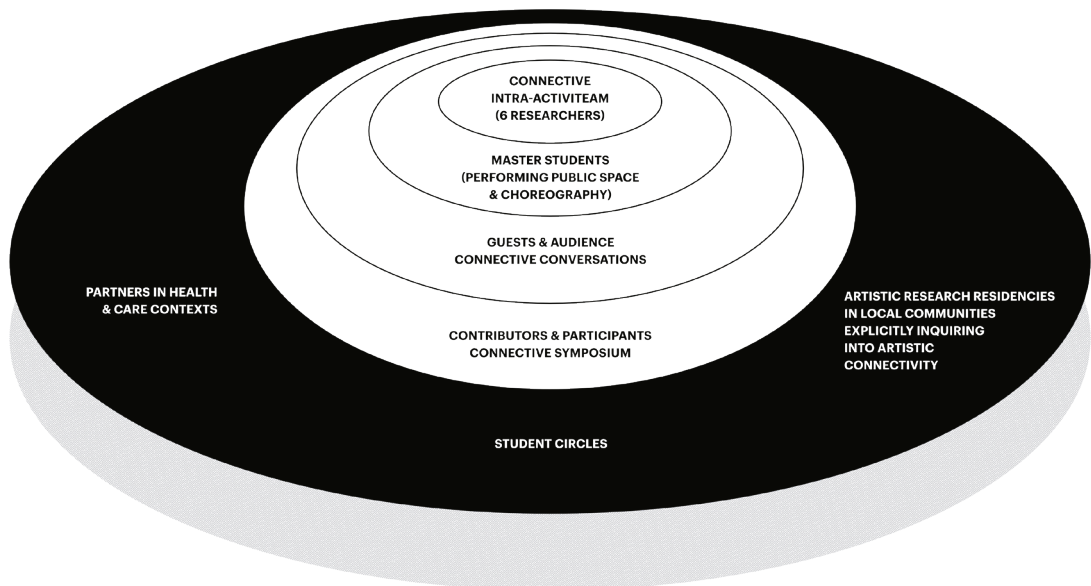 CONNECTIVE
INTRA-ACTIVITEAM
(6 RESEARCHERS)
MASTER STUDENTS
(PERFORMING PUBLIC SPACE
& CHOREOGRAPHY)
GUESTS & AUDIENCE
CONNECTIVE CONVERSATIONS
CONTRIBUTORS & PARTICIPANTS
CONNECTIVE SYMPOSIUM
PARTNERS IN HEALTH
& CARE CONTEXTS
ARTISTIC RESEARCH RESIDENCIES
IN LOCAL COMMUNITIES
EXPLICITLY INQUIRING
INTO ARTISTIC
CONNECTIVITY
STUDENT CIRCLES